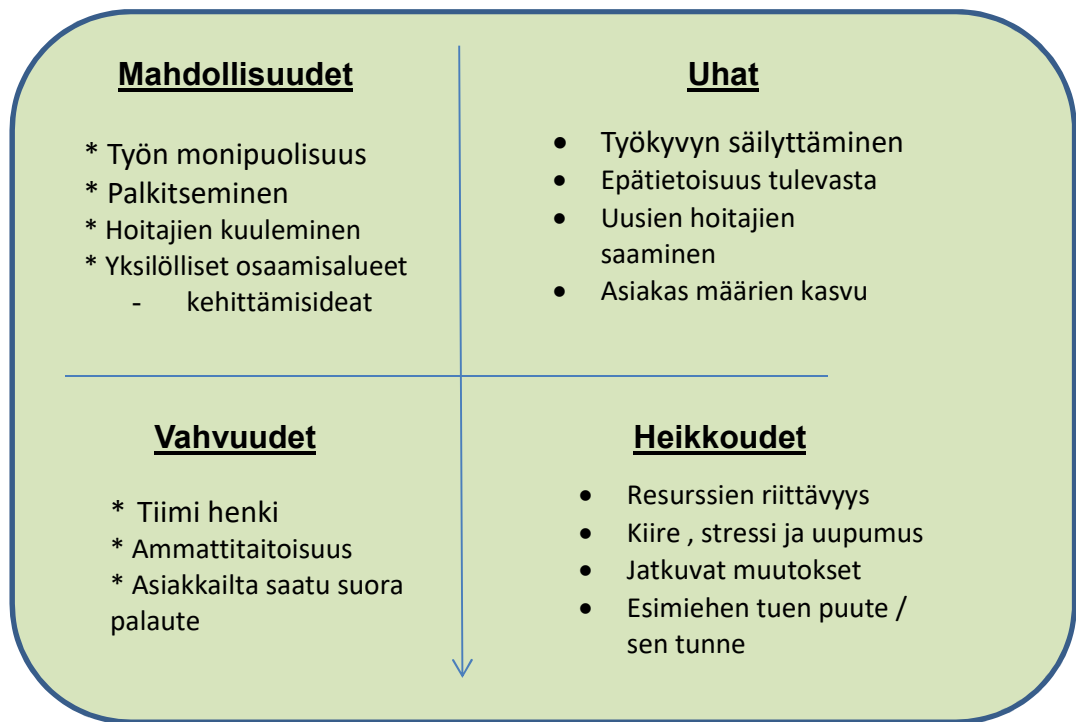 Mahdollisuudet
* Työn monipuolisuus
* Palkitseminen
* Hoitajien kuuleminen
* Yksilölliset osaamisalueet
- kehittämisideat
Uhat
• Työkyvyn säilyttäminen
• Epätietoisuus tulevasta
• Uusien hoitajien
saaminen
• Asiakas määrien kasvu
Vahvuudet
* Tiimi henki
* Ammattitaitoisuus
* Asiakkailta saatu suora
palaute
Heikkoudet
• Resurssien riittävyys
• Kiire , stressi ja uupumus
• Jatkuvat muutokset
• Esimiehen tuen puute /
sen tunne